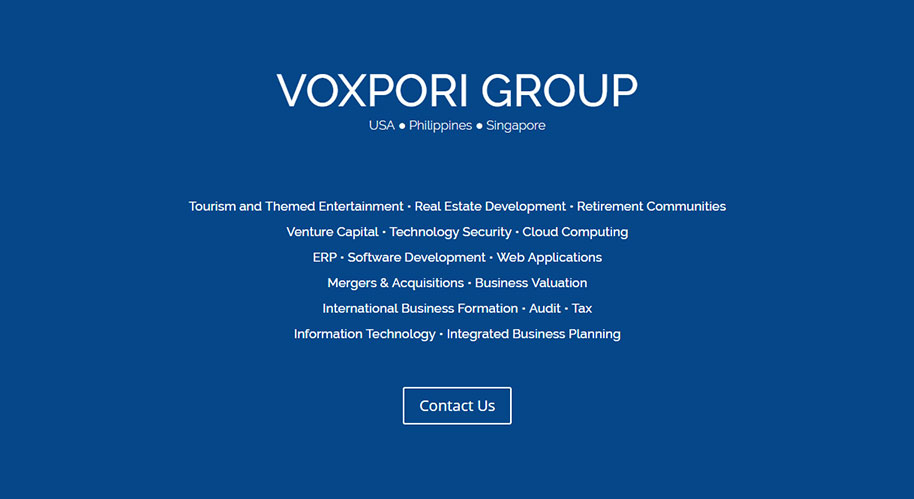 VOXPORI GROUP
USA ● Philippines ● Singapore
Tourism and Themed Entertainment • Real Estate Development • Retirement Communities
Venture Capital • Technology Security • Cloud Computing
ERP • Software Development • Web Applications
Mergers & Acquisitions • Business Valuation
International Business Formation • Audit • Tax
Information Technology • Integrated Business Planning
Contact Us